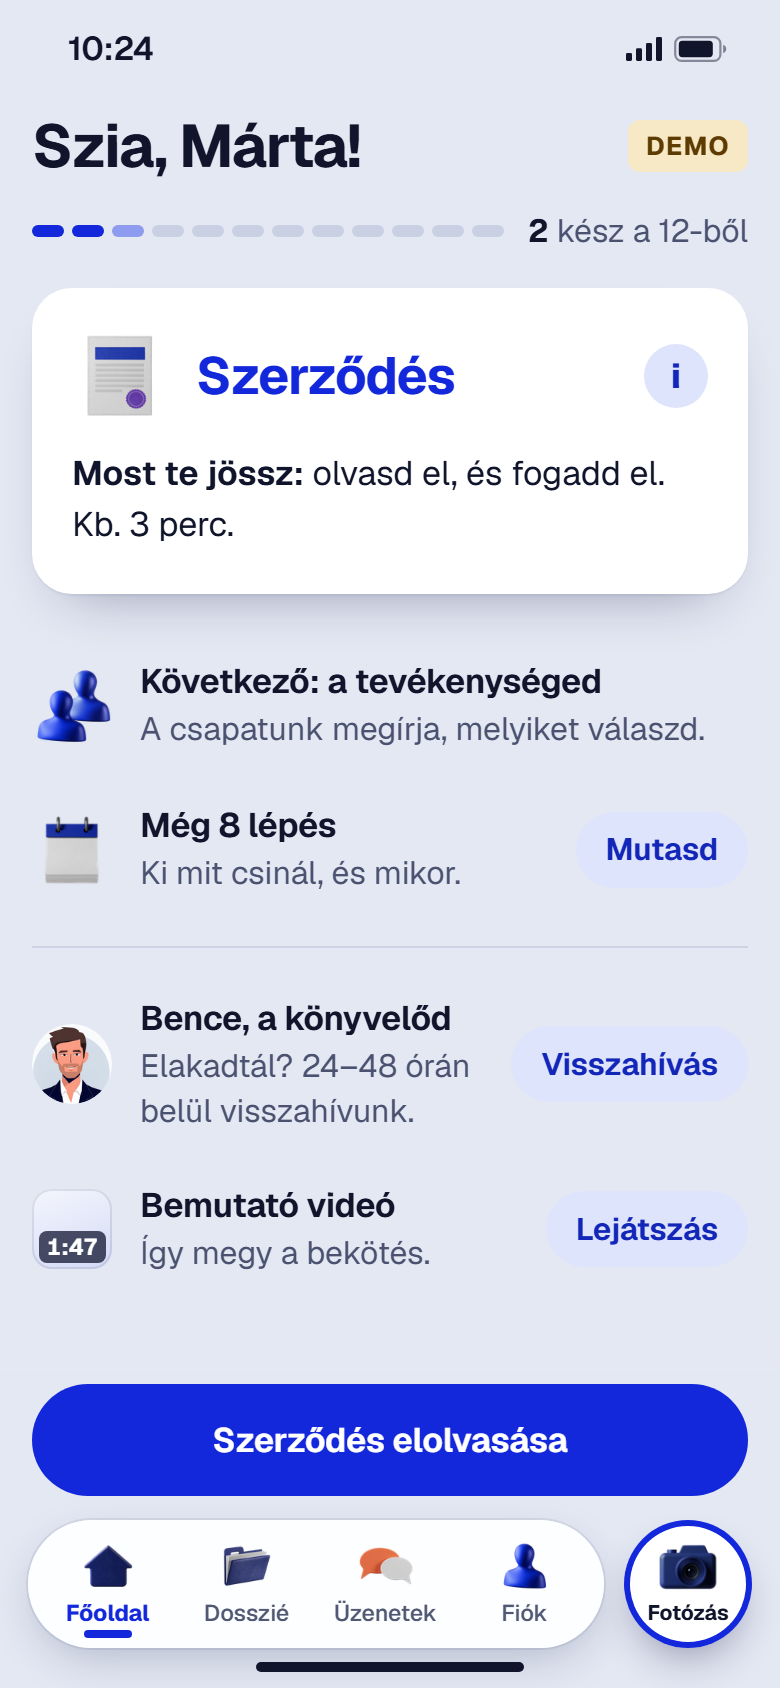 10:24
Szia, Márta!
DEMO
2 kész a 12-ből
Szerződés
i
Most te jössz: olvasd el, és fogadd el.
Kb. 3 perc.
Következő: a tevékenységed
A csapatunk megírja, melyiket válaszd.
Még 8 lépés
Ki mit csinál, és mikor.
Mutasd
Bence, a könyvelőd
Elakadtál? 24–48 órán
belül visszahívunk.
Visszahívás
Bemutató videó
1:47
Így megy a bekötés.
Lejátszás
Szerződés elolvasása
Főoldal
Dosszié
Üzenetek
Fiók
Fotózás